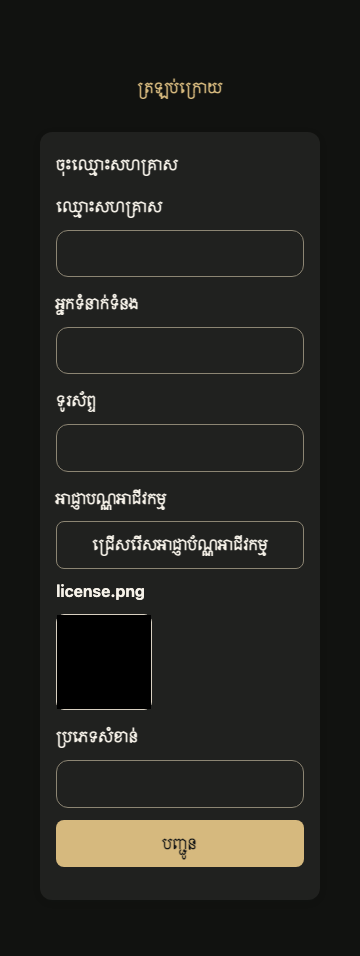 ត្រឡប់ក្រោយ
ចុះឈ្មោះសហគ្រាស
ឈ្មោះសហគ្រាស
អ្នកទំនាក់ទំនង
ទូរស័ព្ទ
អាជ្ញាបណ្ណអាជីវកម្ម
ជ្រើសរើសអាជ្ញាប័ណ្ណអាជីវកម្ម
license.png
ប្រភេទសំខាន់
បញ្ជូន